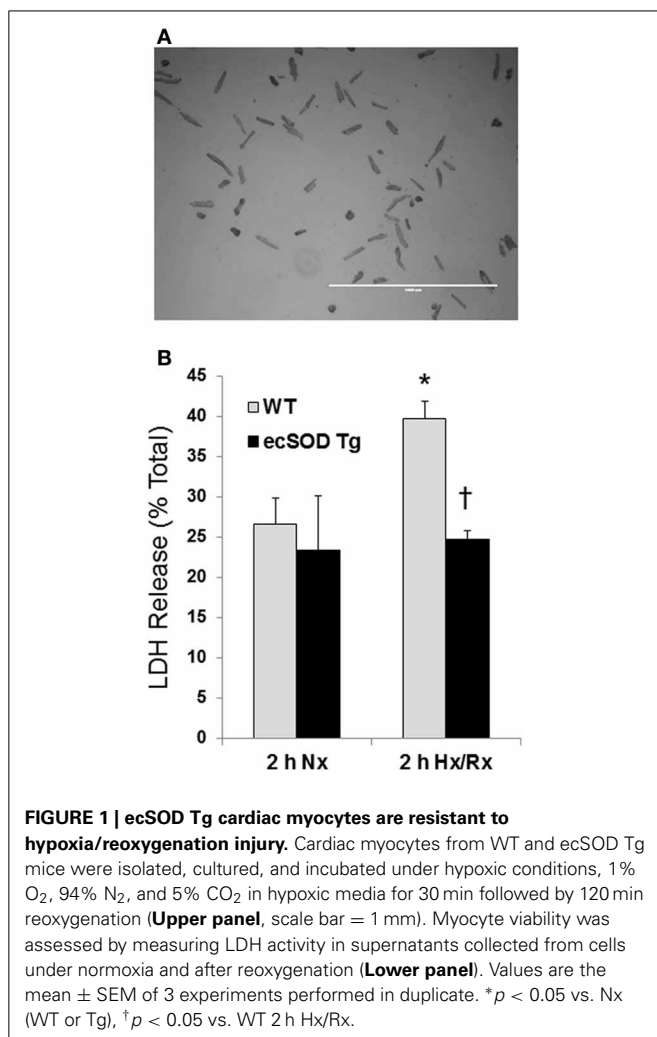 A
B
45
40
35
30
25
20
15
10
5
0
LDH Release (% Total)
WT
ecSOD Tg
*
†
2 h Nx
2 h Hx/Rx
FIGURE 1 | ecSOD Tg cardiac myocytes are resistant to
hypoxia/reoxygenation injury. Cardiac myocytes from WT and ecSOD Tg
mice were isolated, cultured, and incubated under hypoxic conditions, 1%
O₂, 94% N₂, and 5% CO₂ in hypoxic media for 30 min followed by 120 min
reoxygenation (Upper panel, scale bar = 1 mm). Myocyte viability was
assessed by measuring LDH activity in supernatants collected from cells
under normoxia and after reoxygenation (Lower panel). Values are the
mean ± SEM of 3 experiments performed in duplicate. *p < 0.05 vs. Nx
(WT or Tg), †p < 0.05 vs. WT 2 h Hx/Rx.